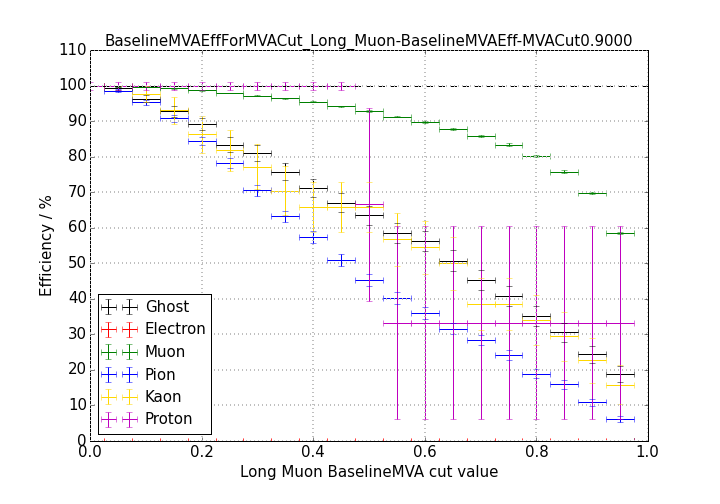 BaselineMVAEffForMVACut_Long_Muon-BaselineMVAEff-MVACut0.9000
110
100
90
80
70
60
50
40
30
20
10
0
Efficiency / %
Ghost
Electron
Muon
Pion
Kaon
Proton
0.0 0.2 0.4 0.6 0.8 1.0
Long Muon BaselineMVA cut value